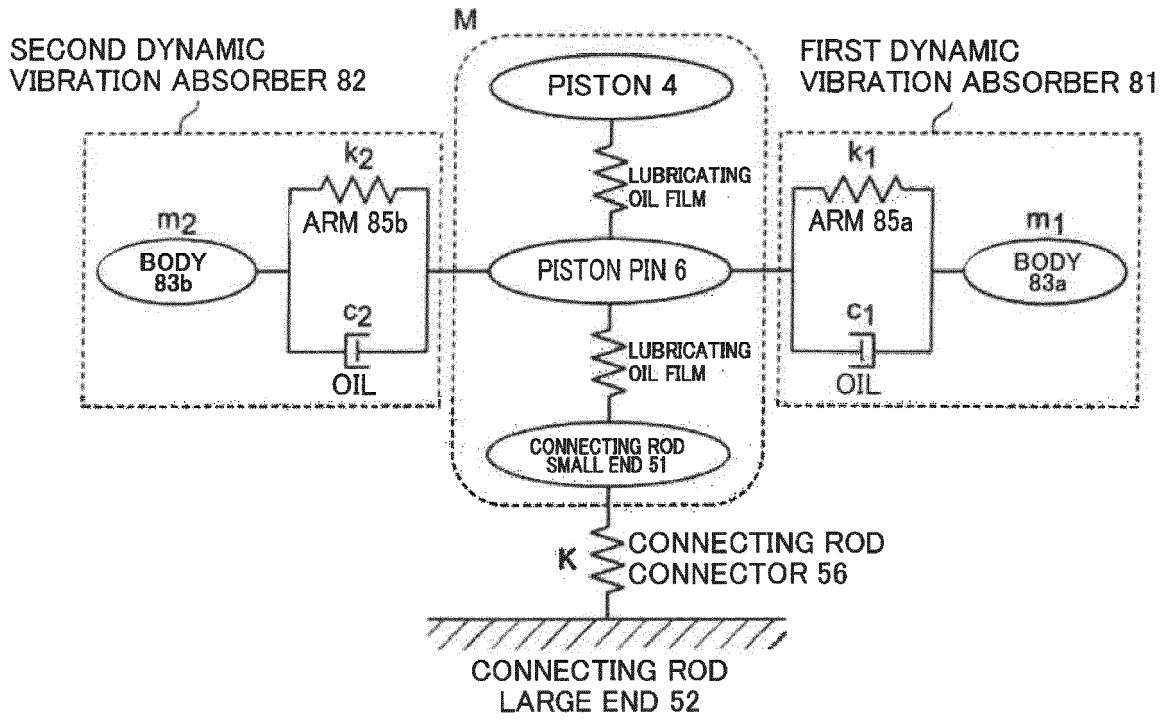 M
SECOND DYNAMIC
VIBRATION ABSORBER 82
FIRST DYNAMIC
VIBRATION ABSORBER 81
PISTON 4
k2
ARM 85b
m2
BODY
83b
c2
OIL
LUBRICATING
OIL FILM
PISTON PIN 6
LUBRICATING
OIL FILM
CONNECTING ROD
SMALL END 51
k1
ARM 85a
m1
BODY
83a
c1
OIL
K
CONNECTING ROD
CONNECTOR 56
CONNECTING ROD
LARGE END 52